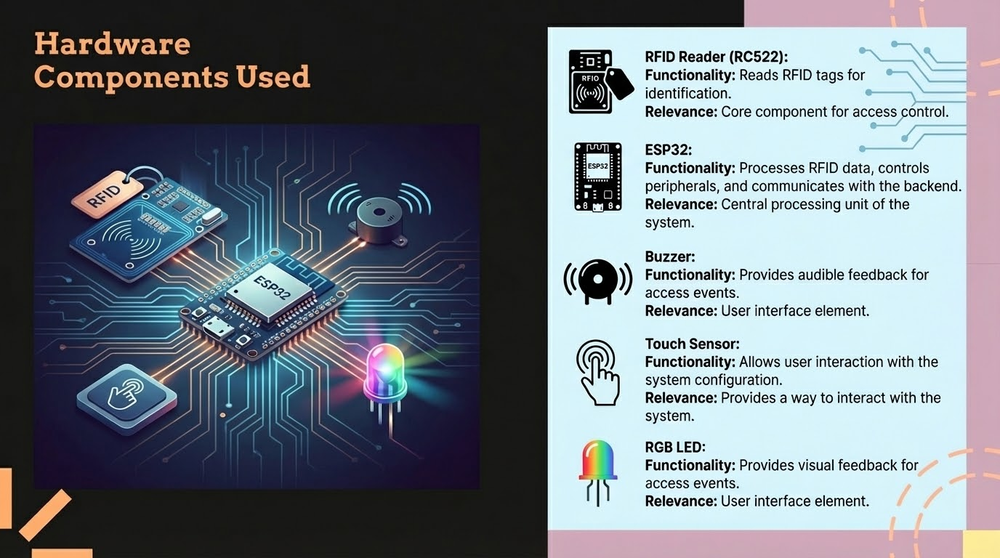 Hardware
Components Used
RFID
ESP32
RFIO
RFID Reader (RC522):
Functionality: Reads RFID tags for
identification.
Relevance: Core component for access control.
ESP32
8 8
ESP32:
Functionality: Processes RFID data, controls
peripherals, and communicates with the backend.
Relevance: Central processing unit of the
system.
Buzzer:
Functionality: Provides audible feedback for
access events.
Relevance: User interface element.
Touch Sensor:
Functionality: Allows user interaction with the
system configuration.
Relevance: Provides a way to interact with the
system.
RGB LED:
Functionality: Provides visual feedback for
access events.
Relevance: User interface element.